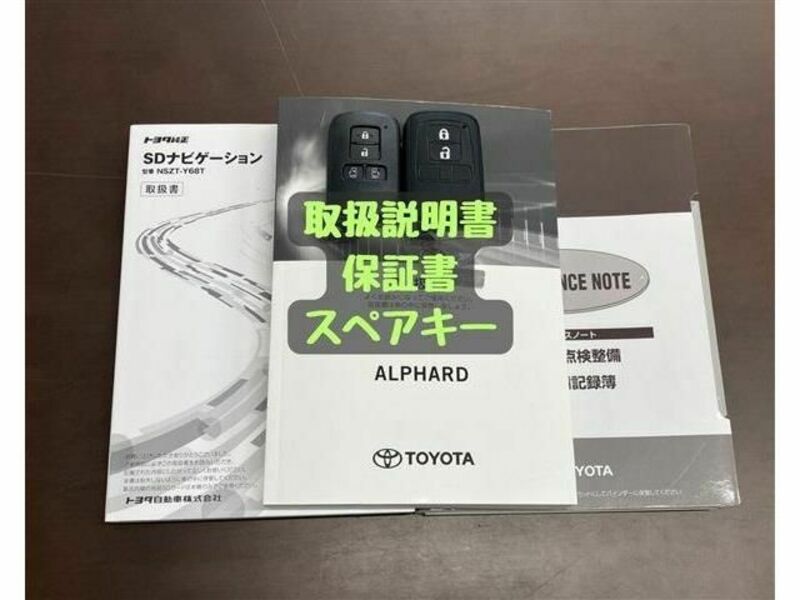 トヨタ純正
SDナビゲーション
型番 NSZT-Y68T
取扱書
トヨタ自動車株式会社
取扱説明書
保証書
スペアキー
ALPHARD
TOYOTA
NCE NOTE
スノート
点検整備
記録簿
YOTA